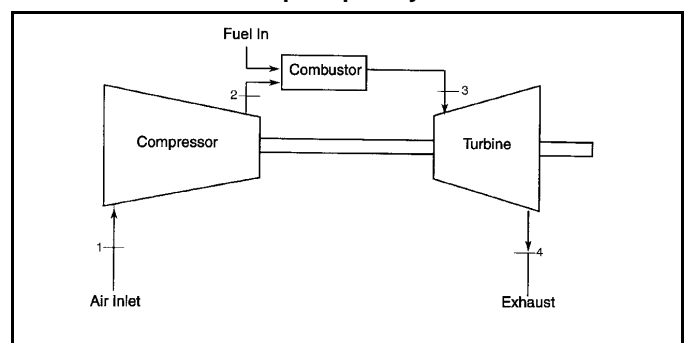 Fuel In
Combustor
2
3
Compressor
Turbine
1
4
Air Inlet
Exhaust